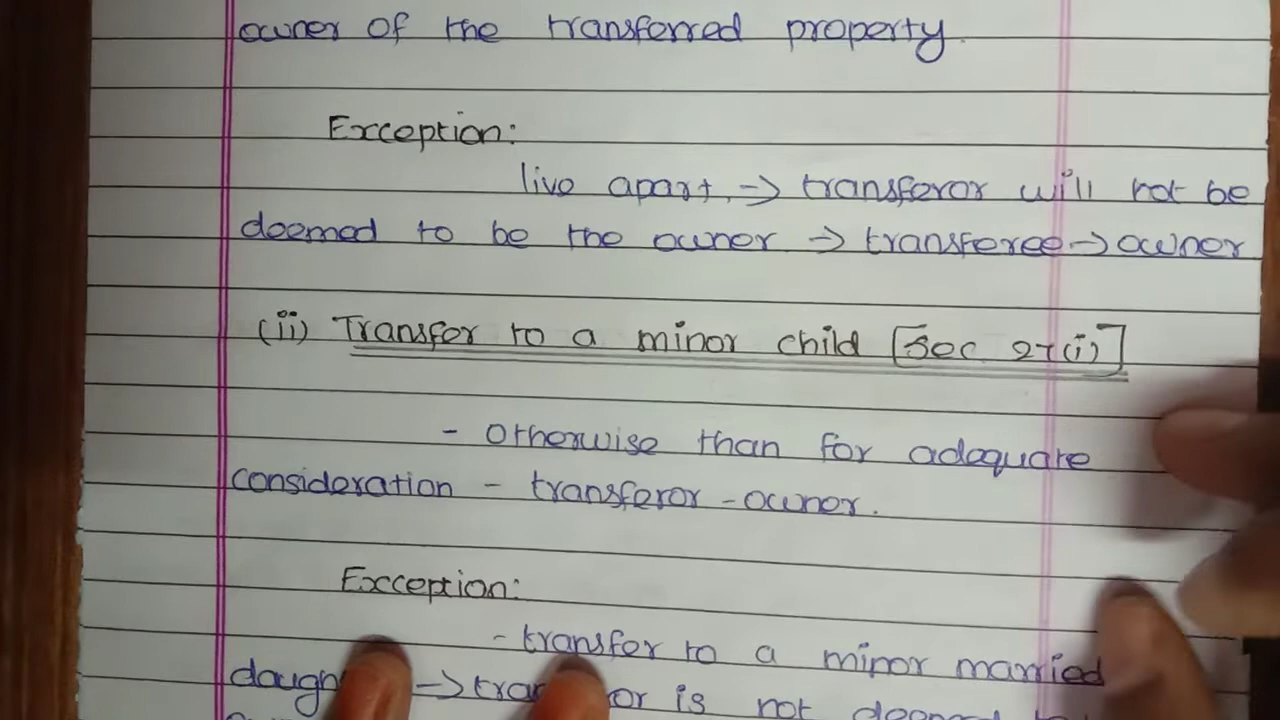 owner of the transferred property.
Exception:
live apart, -> transferor will not be
deemed to be the owner -> transferee -> owner
(ii) Transfer to a minor child [Sec 27(i)]
- Otherwise than for adequate
consideration - transferor - owner.
Exception:
- transfer to a minor married
is not